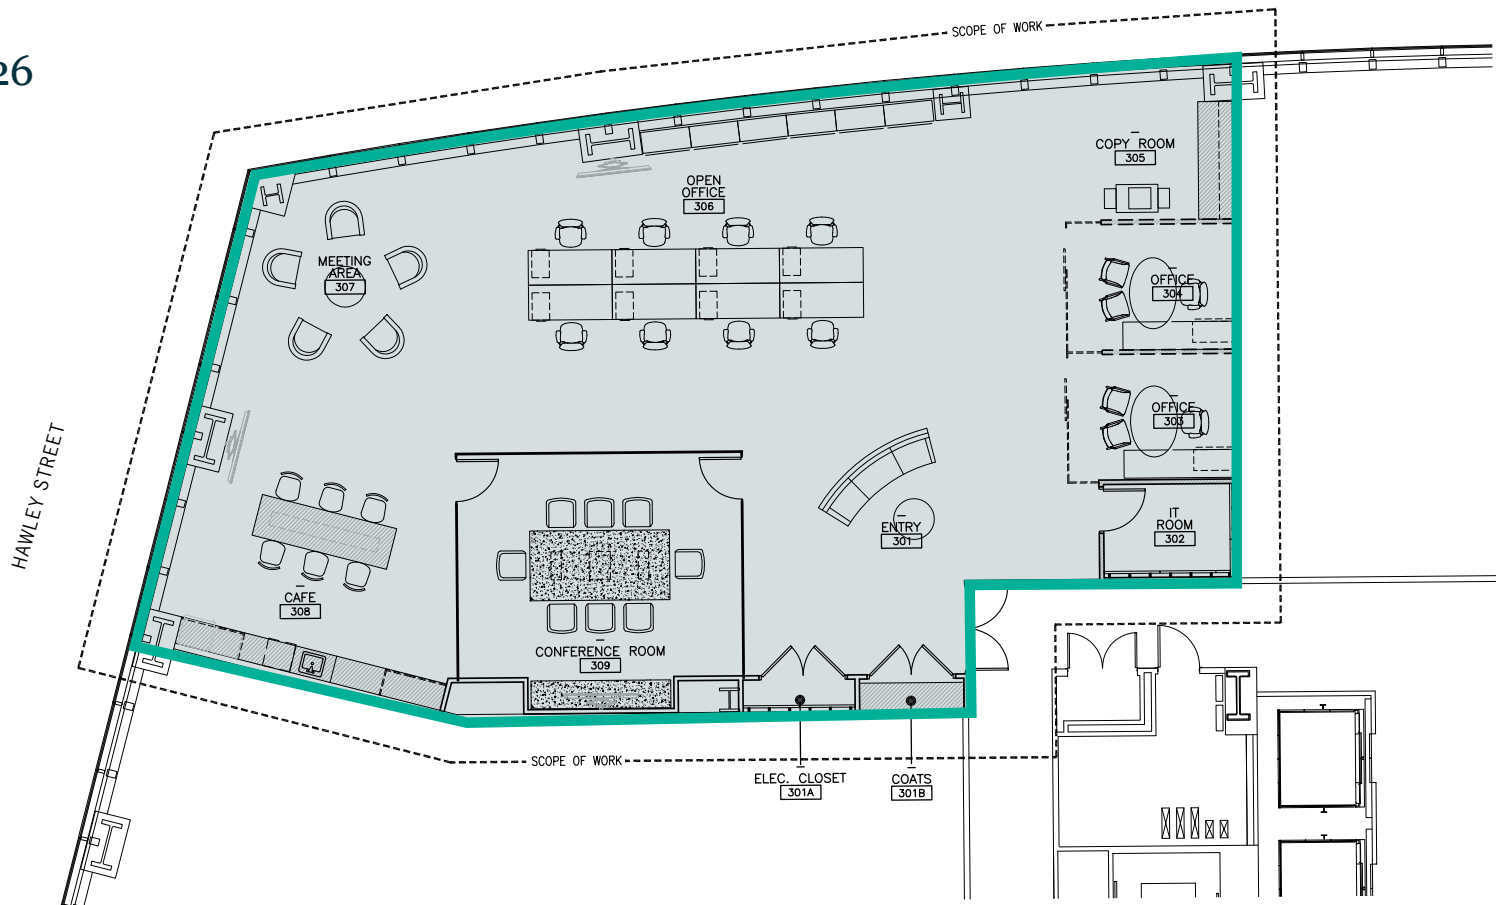 26
SCOPE OF WORK
COPY ROOM
305
OPEN
OFFICE
306
MEETING
AREA
307
OFFICE
304
OFFICE
303
HAWLEY STREET
IT
ROOM
302
ENTRY
301
CAFE
308
CONFERENCE ROOM
309
SCOPE OF WORK
ELEC. CLOSET
301A
COATS
301B